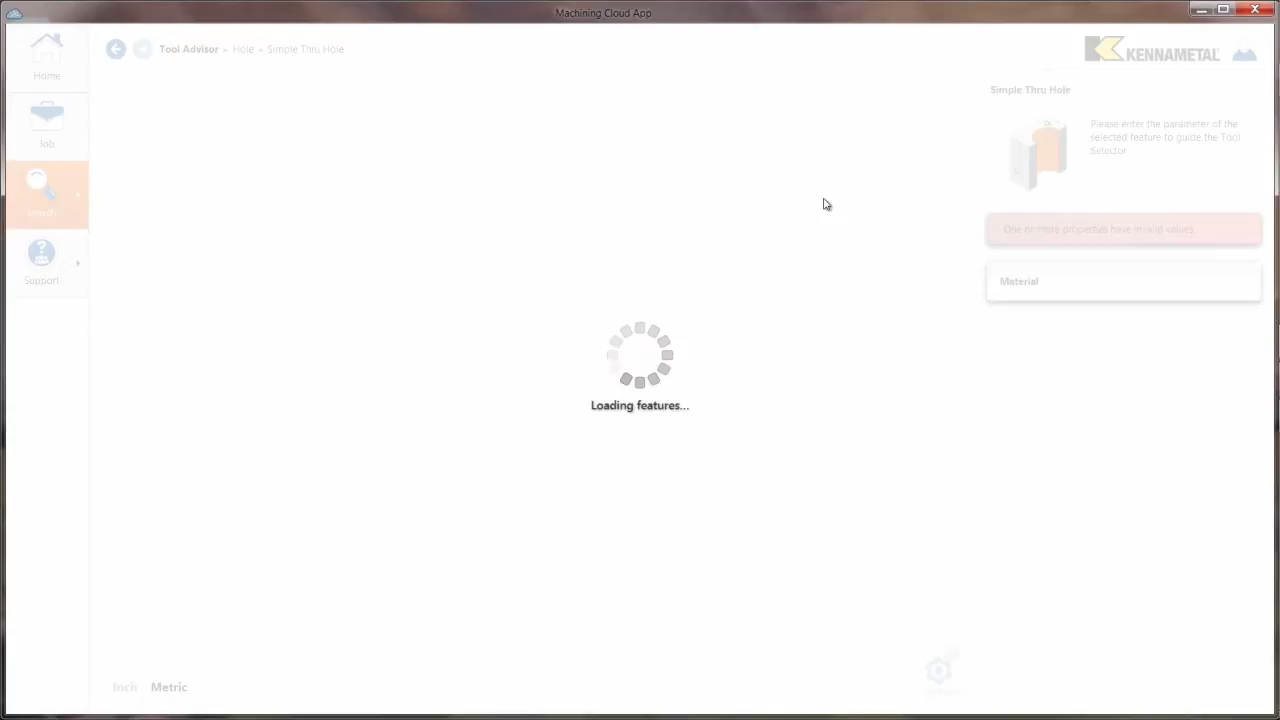 Machining Cloud App
Home
Tool Advisor » Hole » Simple Thru Hole
KENNAMETAL
Simple Thru Hole
Please enter the parameter of the
selected feature to guide the Tool
Selector
Job
Search
One or more properties have invalid values
Support
Material
Loading features...
Inch Metric